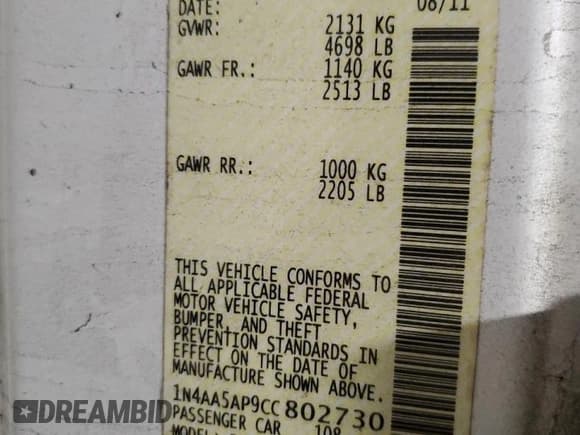 DATE: 08/11
GVWR: 2131 KG
4698 LB
GAWR FR.: 1140 KG
2513 LB
GAWR RR.: 1000 KG
2205 LB
THIS VEHICLE CONFORMS TO
ALL APPLICABLE FEDERAL
MOTOR VEHICLE SAFETY,
BUMPER, AND THEFT
PREVENTION STANDARDS IN
EFFECT ON THE DATE OF
MANUFACTURE SHOWN ABOVE.
1N4AA5AP9CC802730
PASSENGER CAR 108
DREAMBID